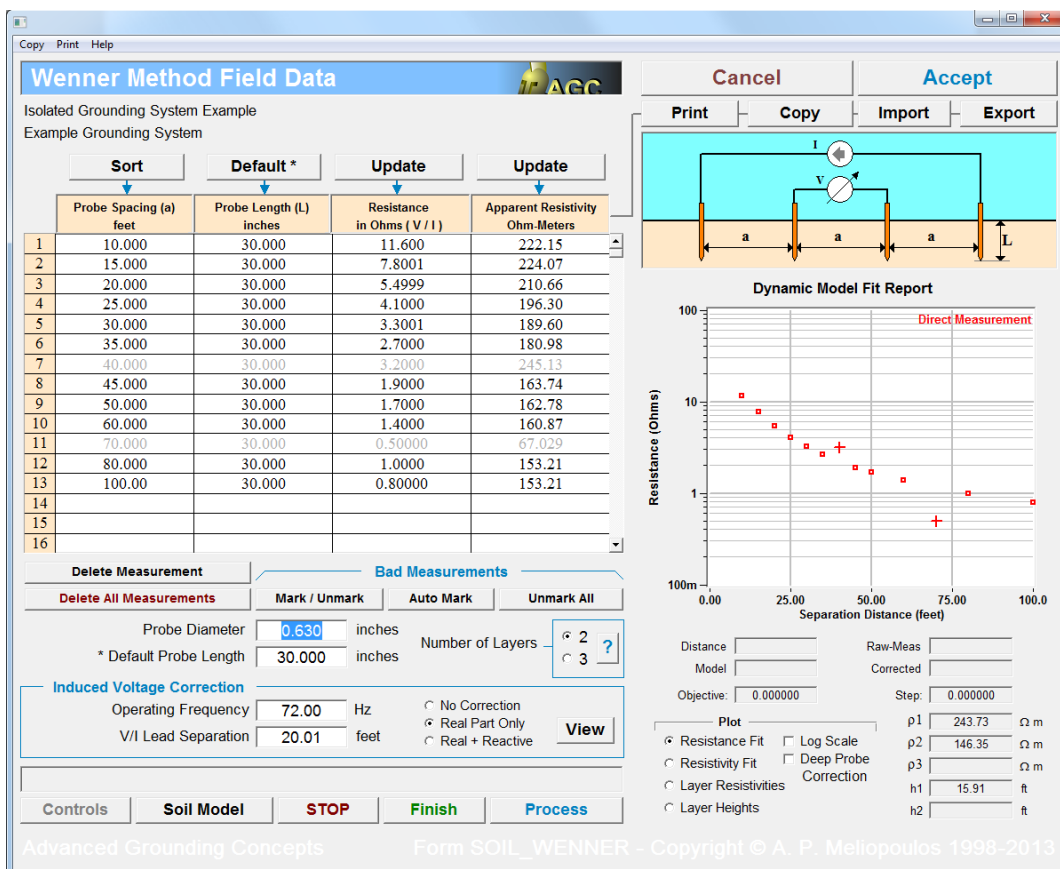 Copy Print Help
Wenner Method Field Data
AGC
Cancel Accept
Isolated Grounding System Example
Example Grounding System
Print Copy Import Export
Sort Default * Update Update
Probe Spacing (a) feet Probe Length (L) inches Resistance in Ohms ( V / I ) Apparent Resistivity Ohm-Meters
1 10.000 30.000 11.600 222.15
2 15.000 30.000 7.8001 224.07
3 20.000 30.000 5.4999 210.66
4 25.000 30.000 4.1000 196.30
5 30.000 30.000 3.3001 189.60
6 35.000 30.000 2.7000 180.98
7 40.000 30.000 3.2000 245.13
8 45.000 30.000 1.9000 163.74
9 50.000 30.000 1.7000 162.78
10 60.000 30.000 1.4000 160.87
11 70.000 30.000 0.50000 67.029
12 80.000 30.000 1.0000 153.21
13 100.00 30.000 0.80000 153.21
14
15
16
I
V
a a a L
Dynamic Model Fit Report
Direct Measurement
Resistance (Ohms)
100
10
1
100m
0.00 25.00 50.00 75.00 100.0
Separation Distance (feet)
Delete Measurement Bad Measurements
Delete All Measurements Mark / Unmark Auto Mark Unmark All
Probe Diameter 0.630 inches
* Default Probe Length 30.000 inches
Number of Layers 2 3 ?
Induced Voltage Correction
Operating Frequency 72.00 Hz
V/I Lead Separation 20.01 feet
No Correction
Real Part Only
Real + Reactive
View
Distance Raw-Meas
Model Corrected
Objective: 0.000000 Step: 0.000000
Plot
Resistance Fit Log Scale
Resistivity Fit Deep Probe Correction
Layer Resistivities
Layer Heights
ρ1 243.73 Ω m
ρ2 146.35 Ω m
ρ3 Ω m
h1 15.91 ft
h2 ft
Controls Soil Model STOP Finish Process
Advanced Grounding Concepts Form SOIL_WENNER - Copyright © A. P. Meliopoulos 1998-2013